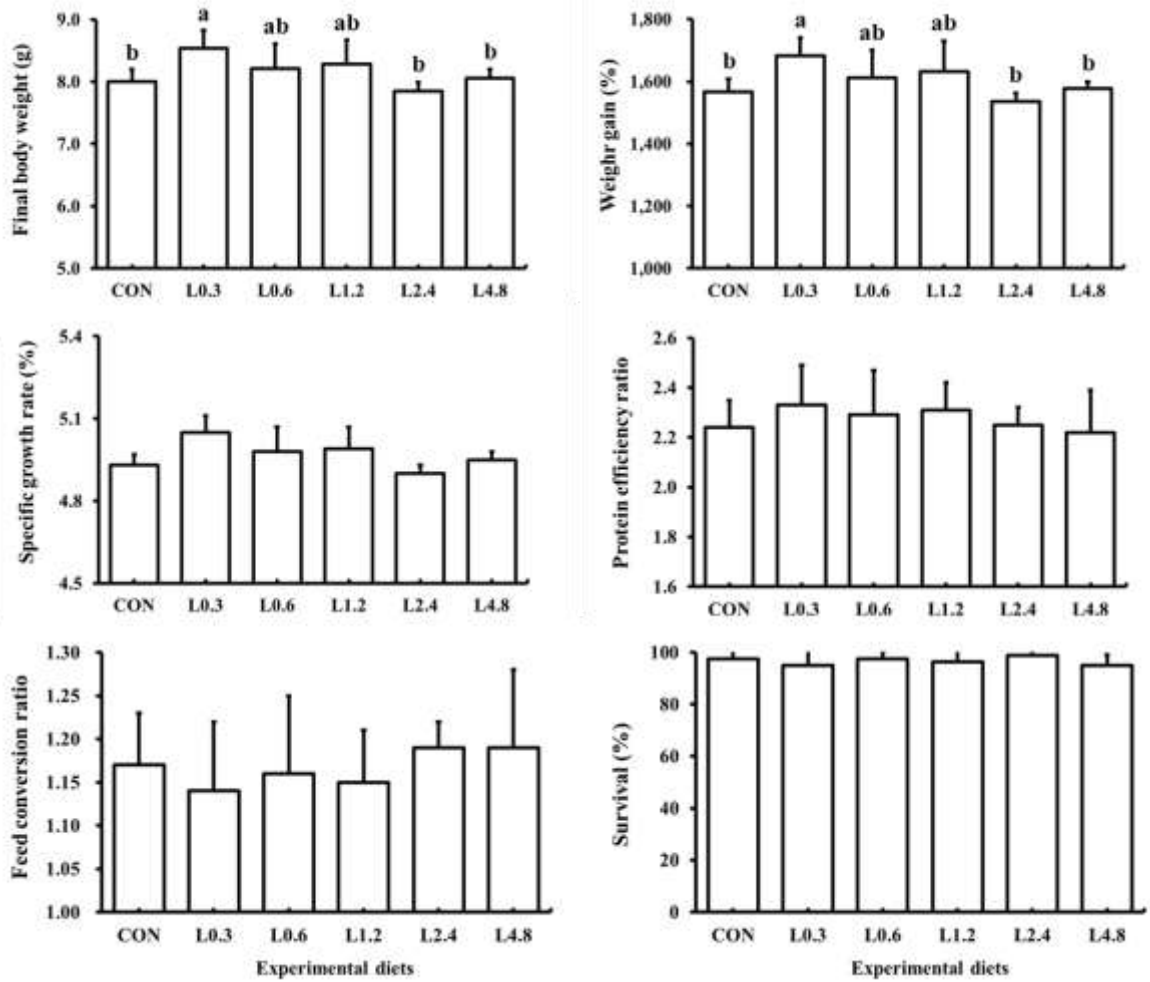 Final body weight (g)
9.0
8.0
7.0
6.0
5.0
b
a
ab
ab
b
b
CON L0.3 L0.6 L1.2 L2.4 L4.8
Weighr gain (%)
1,800
1,600
1,400
1,200
1,000
b
a
ab
ab
b
b
CON L0.3 L0.6 L1.2 L2.4 L4.8
Specific growth rate (%)
5.4
5.1
4.8
4.5
CON L0.3 L0.6 L1.2 L2.4 L4.8
Protein efficiency ratio
2.6
2.4
2.2
2.0
1.8
1.6
CON L0.3 L0.6 L1.2 L2.4 L4.8
Feed conversion ratio
1.30
1.25
1.20
1.15
1.10
1.05
1.00
CON L0.3 L0.6 L1.2 L2.4 L4.8
Experimental diets
Survival (%)
100
80
60
40
20
0
CON L0.3 L0.6 L1.2 L2.4 L4.8
Experimental diets